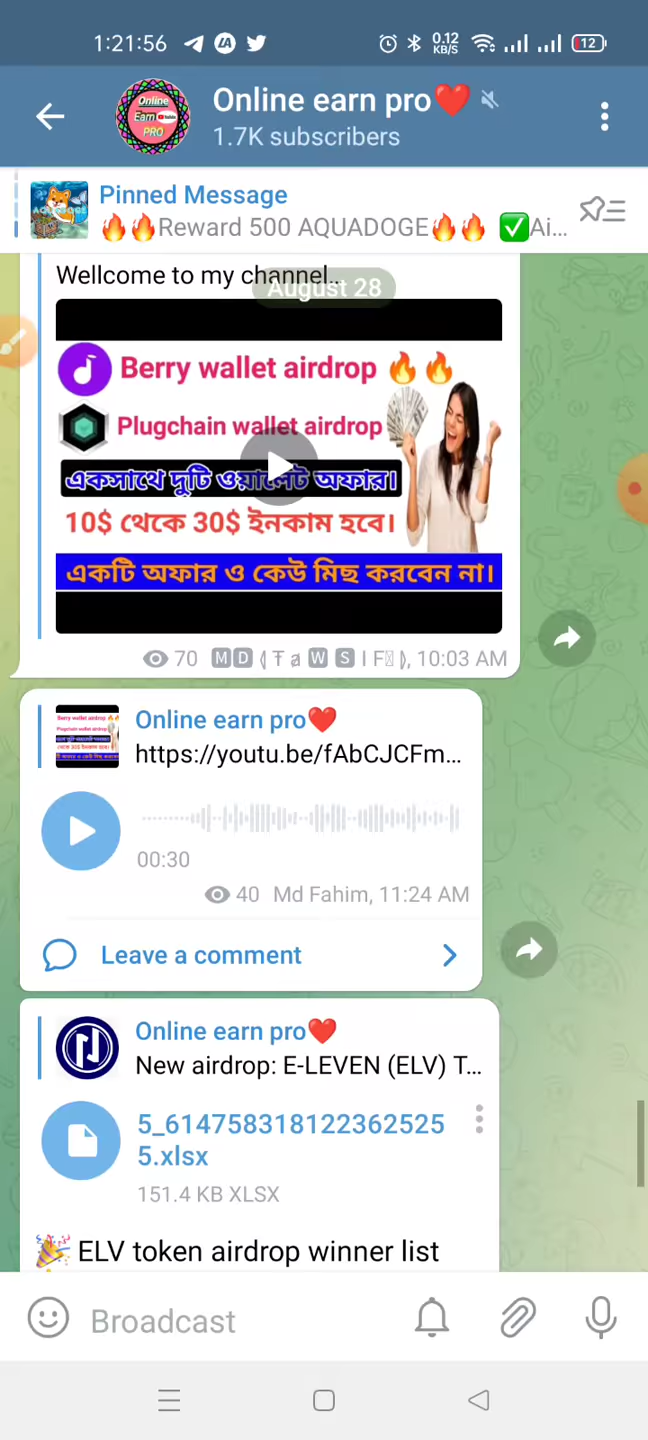 1:21:56
0.12
KB/S
12
Online
Earn YouTube
PRO
Online earn pro❤️
1.7K subscribers
Pinned Message
🔥🔥Reward 500 AQUADOGE🔥🔥 ✅Ai...
Wellcome to my channel..
August 28
Berry wallet airdrop 🔥🔥
Plugchain wallet airdrop
একসাথে দুটি ওয়ালেট অফার।
10$ থেকে 30$ ইনকাম হবে।
একটি অফার ও কেউ মিছ করবেন না।
70 🅼🅳 ⦑ Ŧ a 🆆 🆂 I F ⦒, 10:03 AM
Online earn pro❤️
https://youtu.be/fAbCJCFm...
00:30
40 Md Fahim, 11:24 AM
Leave a comment
Online earn pro❤️
New airdrop: E-LEVEN (ELV) T...
5_614758318122362525
5.xlsx
151.4 KB XLSX
🎉 ELV token airdrop winner list
Broadcast